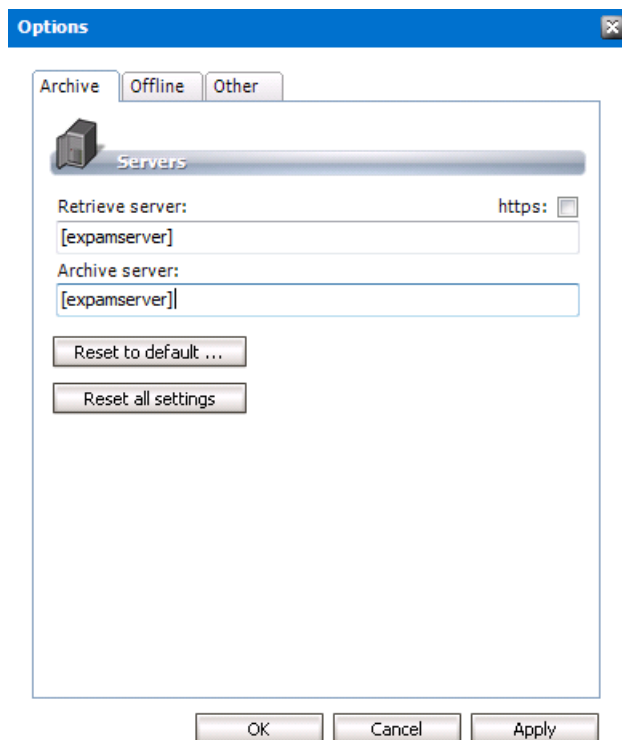 Options
Archive Offline Other
Servers
Retrieve server: https:
[expamserver]
Archive server:
[expamserver]
Reset to default ...
Reset all settings
OK Cancel Apply